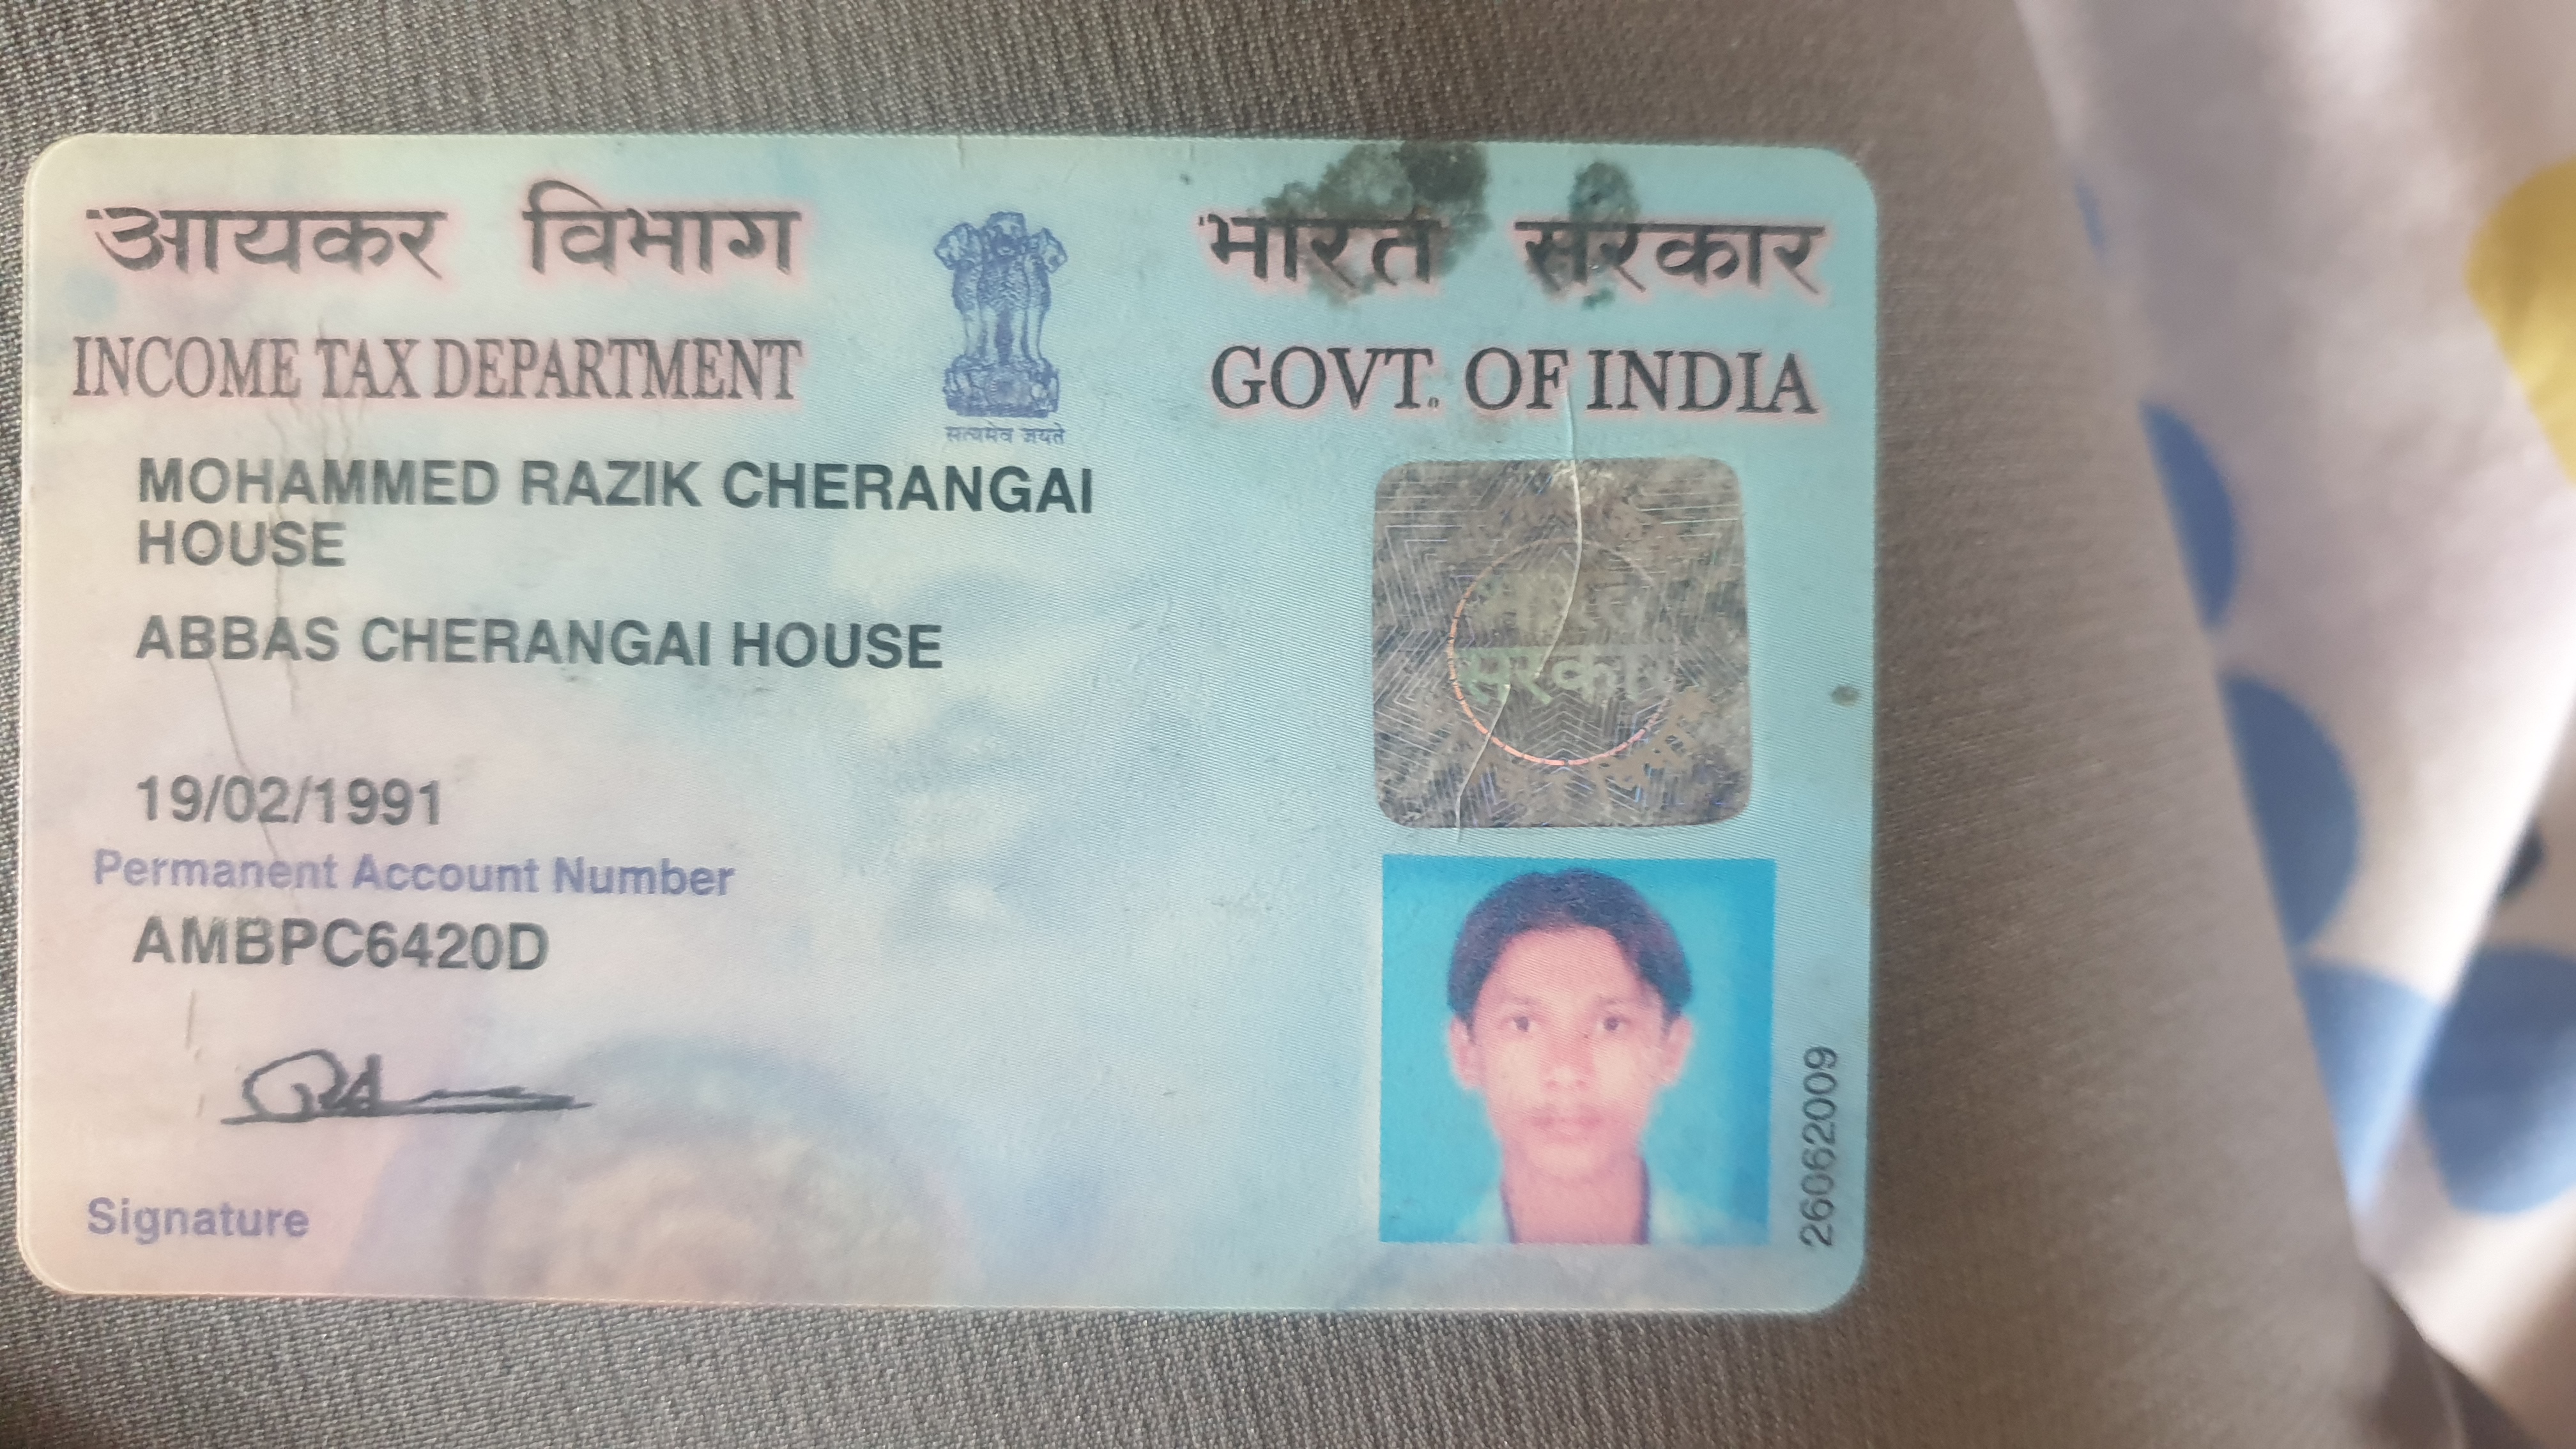 आयकर विभाग
INCOME TAX DEPARTMENT
सत्यमेव जयते
भारत सरकार
GOVT. OF INDIA
MOHAMMED RAZIK CHERANGAI
HOUSE
ABBAS CHERANGAI HOUSE
19/02/1991
Permanent Account Number
AMBPC6420D
Signature
26062009